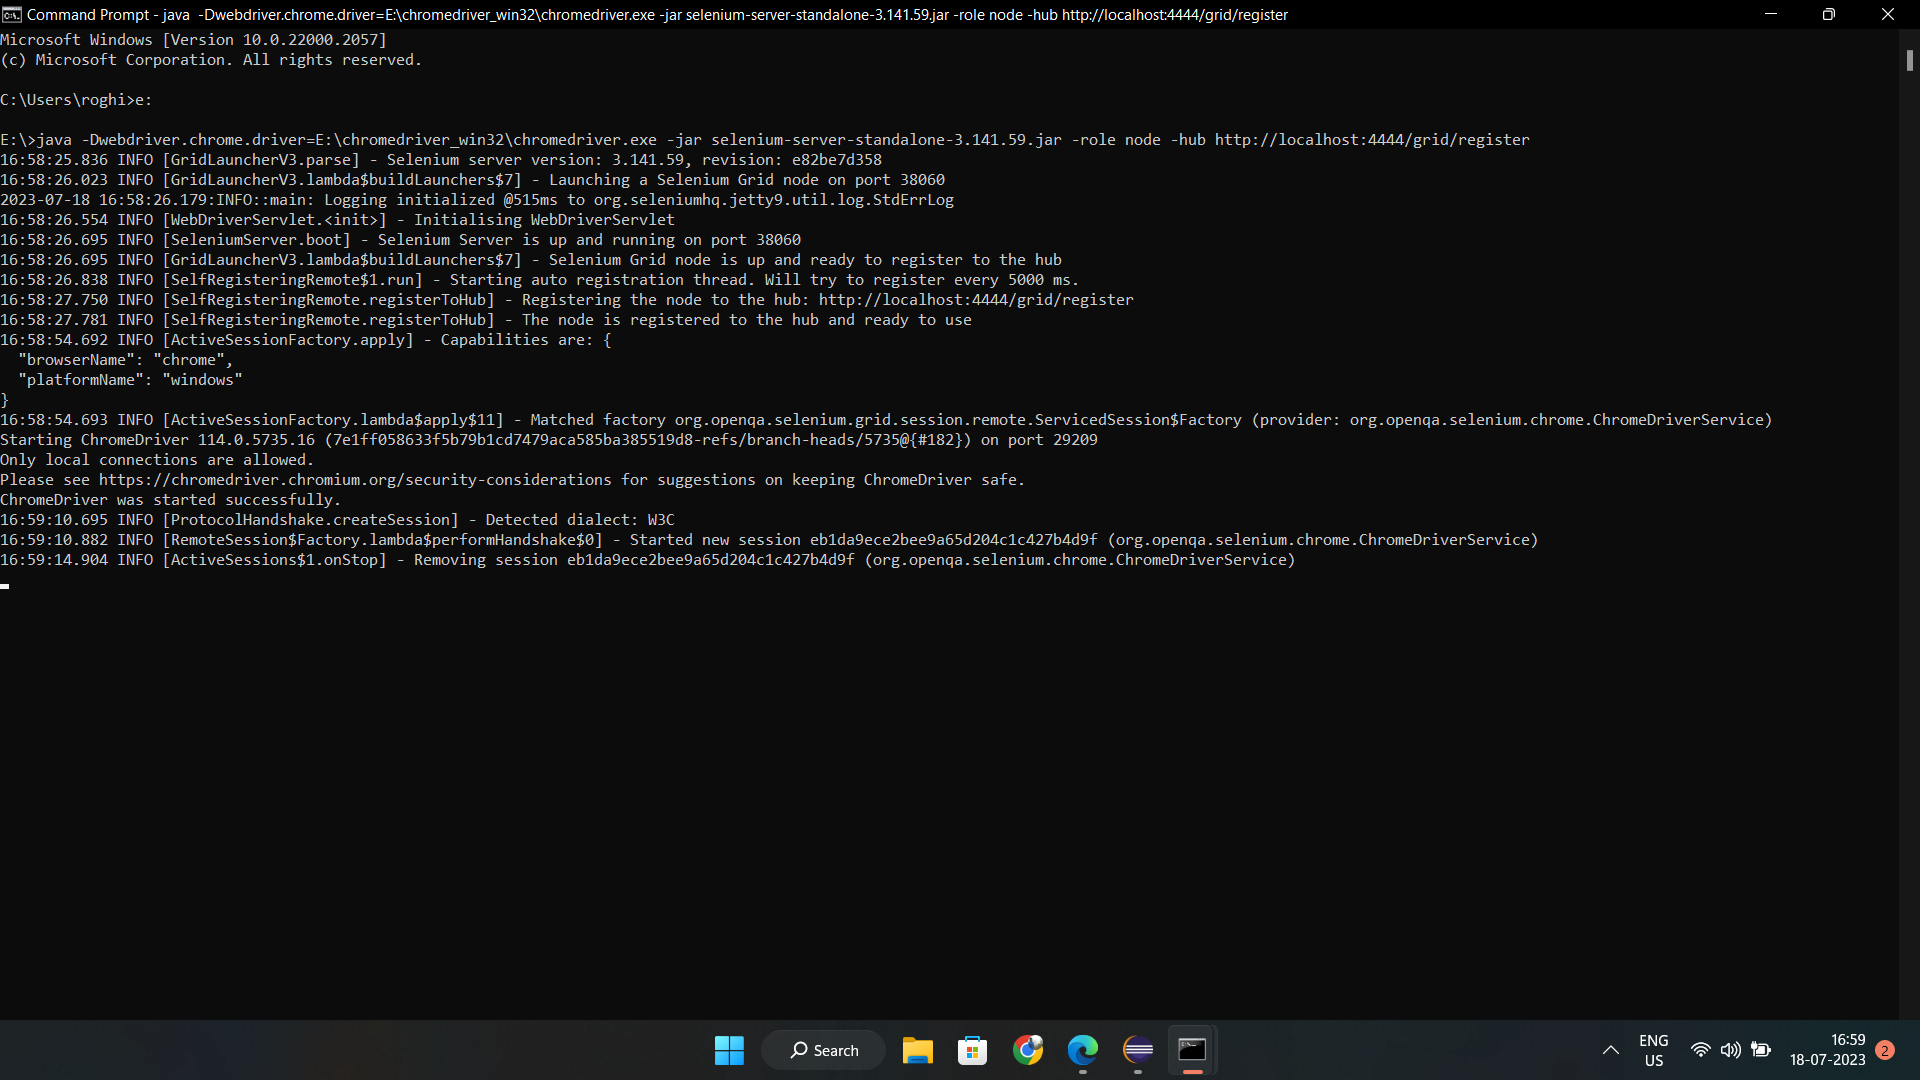 Command Prompt - java  -Dwebdriver.chrome.driver=E:\chromedriver_win32\chromedriver.exe -jar selenium-server-standalone-3.141.59.jar -role node -hub http://localhost:4444/grid/register
Microsoft Windows [Version 10.0.22000.2057]
(c) Microsoft Corporation. All rights reserved.
C:\Users\roghi>e:
E:\>java -Dwebdriver.chrome.driver=E:\chromedriver_win32\chromedriver.exe -jar selenium-server-standalone-3.141.59.jar -role node -hub http://localhost:4444/grid/register
16:58:25.836 INFO [GridLauncherV3.parse] - Selenium server version: 3.141.59, revision: e82be7d358
16:58:26.023 INFO [GridLauncherV3.lambda$buildLaunchers$7] - Launching a Selenium Grid node on port 38060
2023-07-18 16:58:26.179:INFO::main: Logging initialized @515ms to org.seleniumhq.jetty9.util.log.StdErrLog
16:58:26.554 INFO [WebDriverServlet.<init>] - Initialising WebDriverServlet
16:58:26.695 INFO [SeleniumServer.boot] - Selenium Server is up and running on port 38060
16:58:26.695 INFO [GridLauncherV3.lambda$buildLaunchers$7] - Selenium Grid node is up and ready to register to the hub
16:58:26.838 INFO [SelfRegisteringRemote$1.run] - Starting auto registration thread. Will try to register every 5000 ms.
16:58:27.750 INFO [SelfRegisteringRemote.registerToHub] - Registering the node to the hub: http://localhost:4444/grid/register
16:58:27.781 INFO [SelfRegisteringRemote.registerToHub] - The node is registered to the hub and ready to use
16:58:54.692 INFO [ActiveSessionFactory.apply] - Capabilities are: {
  "browserName": "chrome",
  "platformName": "windows"
}
16:58:54.693 INFO [ActiveSessionFactory.lambda$apply$11] - Matched factory org.openqa.selenium.grid.session.remote.ServicedSession$Factory (provider: org.openqa.selenium.chrome.ChromeDriverService)
Starting ChromeDriver 114.0.5735.16 (7e1ff058633f5b79b1cd7479aca585ba385519d8-refs/branch-heads/5735@{#182}) on port 29209
Only local connections are allowed.
Please see https://chromedriver.chromium.org/security-considerations for suggestions on keeping ChromeDriver safe.
ChromeDriver was started successfully.
16:59:10.695 INFO [ProtocolHandshake.createSession] - Detected dialect: W3C
16:59:10.882 INFO [RemoteSession$Factory.lambda$performHandshake$0] - Started new session eb1da9ece2bee9a65d204c1c427b4d9f (org.openqa.selenium.chrome.ChromeDriverService)
16:59:14.904 INFO [ActiveSessions$1.onStop] - Removing session eb1da9ece2bee9a65d204c1c427b4d9f (org.openqa.selenium.chrome.ChromeDriverService)
Search
ENG
US
16:59
18-07-2023
2